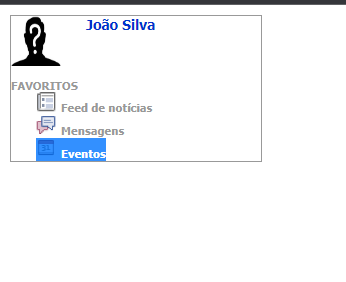 João Silva
FAVORITOS
Feed de notícias
Mensagens
Eventos